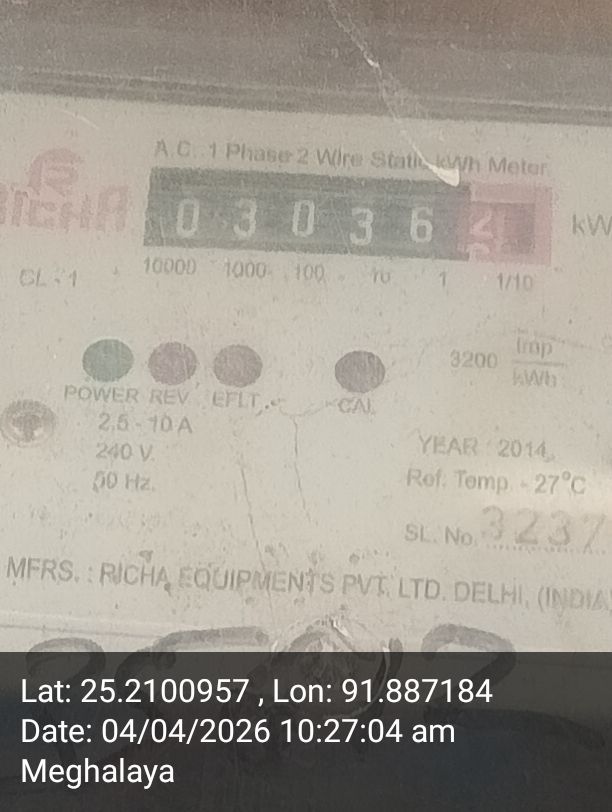 A.C. 1 Phase 2 Wire Static kWh Meter
RICHA
0 3 0 3 6
kW
10000 1000 100 10 1 1/10
CL - 1
3200 Imp
kWh
POWER REV EFLT. CAL
2.5 - 10 A
240 V.
50 Hz.
YEAR : 2014
Ref. Temp. - 27°C
SL. No. 3237
MFRS. : RICHA EQUIPMENTS PVT. LTD. DELHI, (INDIA
Lat: 25.2100957 , Lon: 91.887184
Date: 04/04/2026 10:27:04 am
Meghalaya